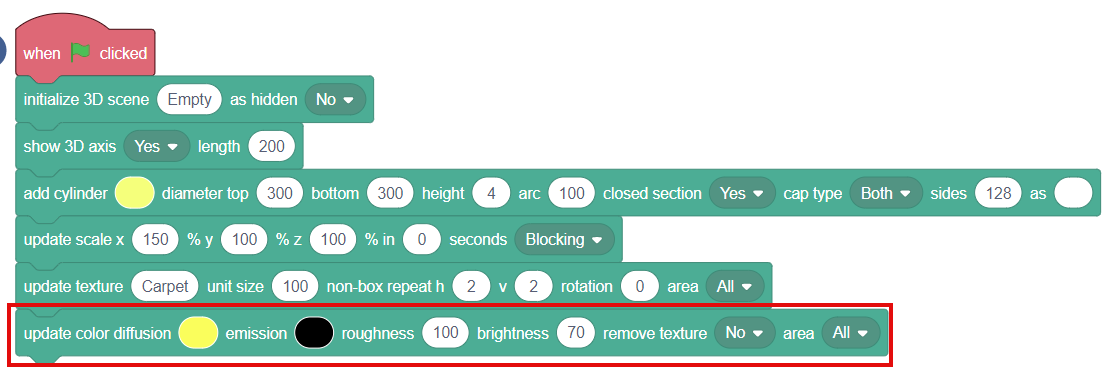 when clicked
initialize 3D scene Empty as hidden No
show 3D axis Yes length 200
add cylinder diameter top 300 bottom 300 height 4 arc 100 closed section Yes cap type Both sides 128 as
update scale x 150 % y 100 % z 100 % in 0 seconds Blocking
update texture Carpet unit size 100 non-box repeat h 2 v 2 rotation 0 area All
update color diffusion emission roughness 100 brightness 70 remove texture No area All